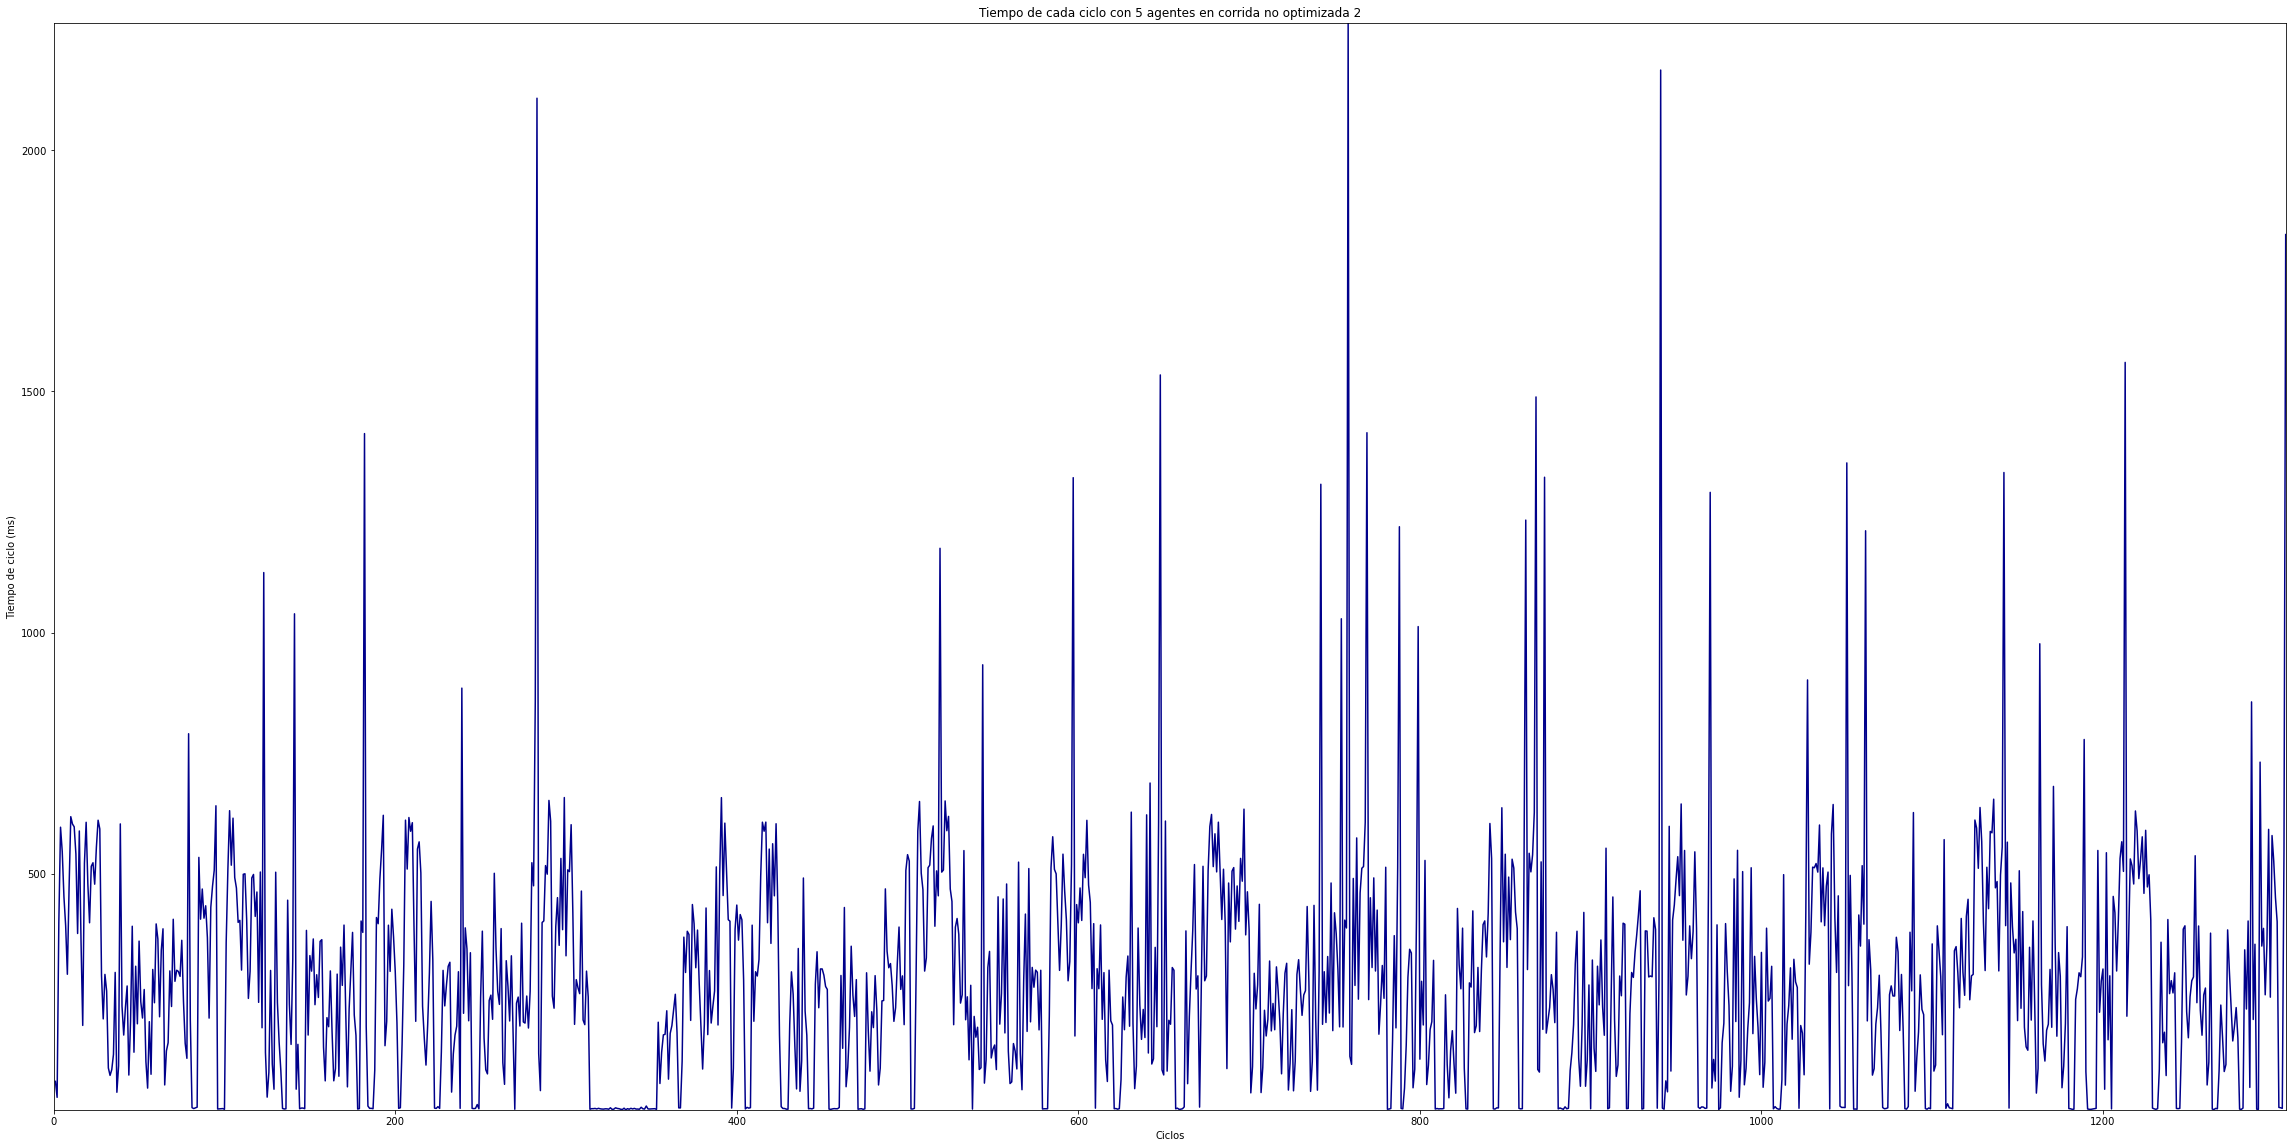 Tiempo de cada ciclo con 5 agentes en corrida no optimizada 2
2000
1500
1000
500
Tiempo de ciclo (ms)
0 200 400 600 800 1000 1200
Ciclos